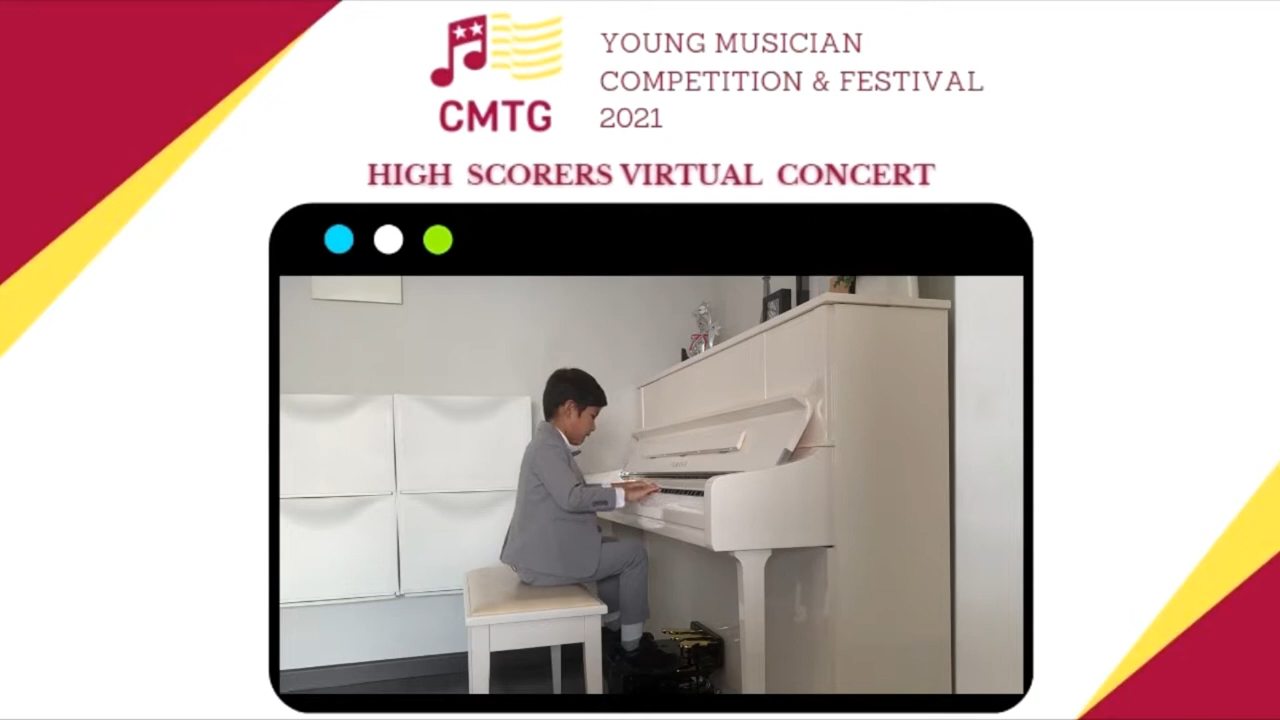 CMTG
YOUNG MUSICIAN
COMPETITION & FESTIVAL
2021
HIGH SCORERS VIRTUAL CONCERT